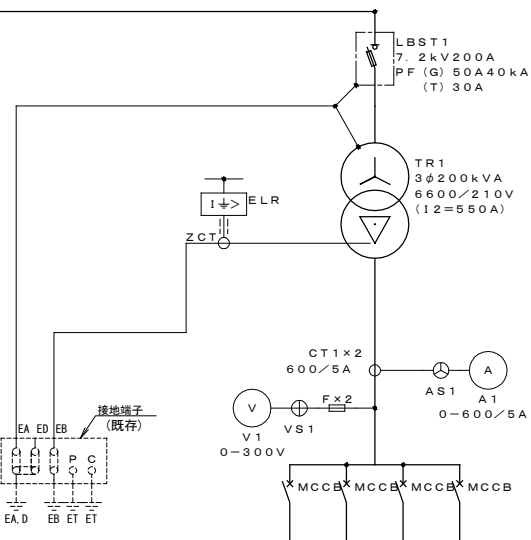 LBST1
7.2kV200A
PF(G)50A40kA
(T)30A
TR1
3φ200kVA
6600/210V
(I2=550A)
I >
ELR
ZCT
CT1×2
600/5A
AS1
A
A1
0-600/5A
V
V1
0-300V
VS1
F×2
接地端子
(既存)
EA ED EB
P C
MCCB MCCB MCCB MCCB
EA,D EB ET ET